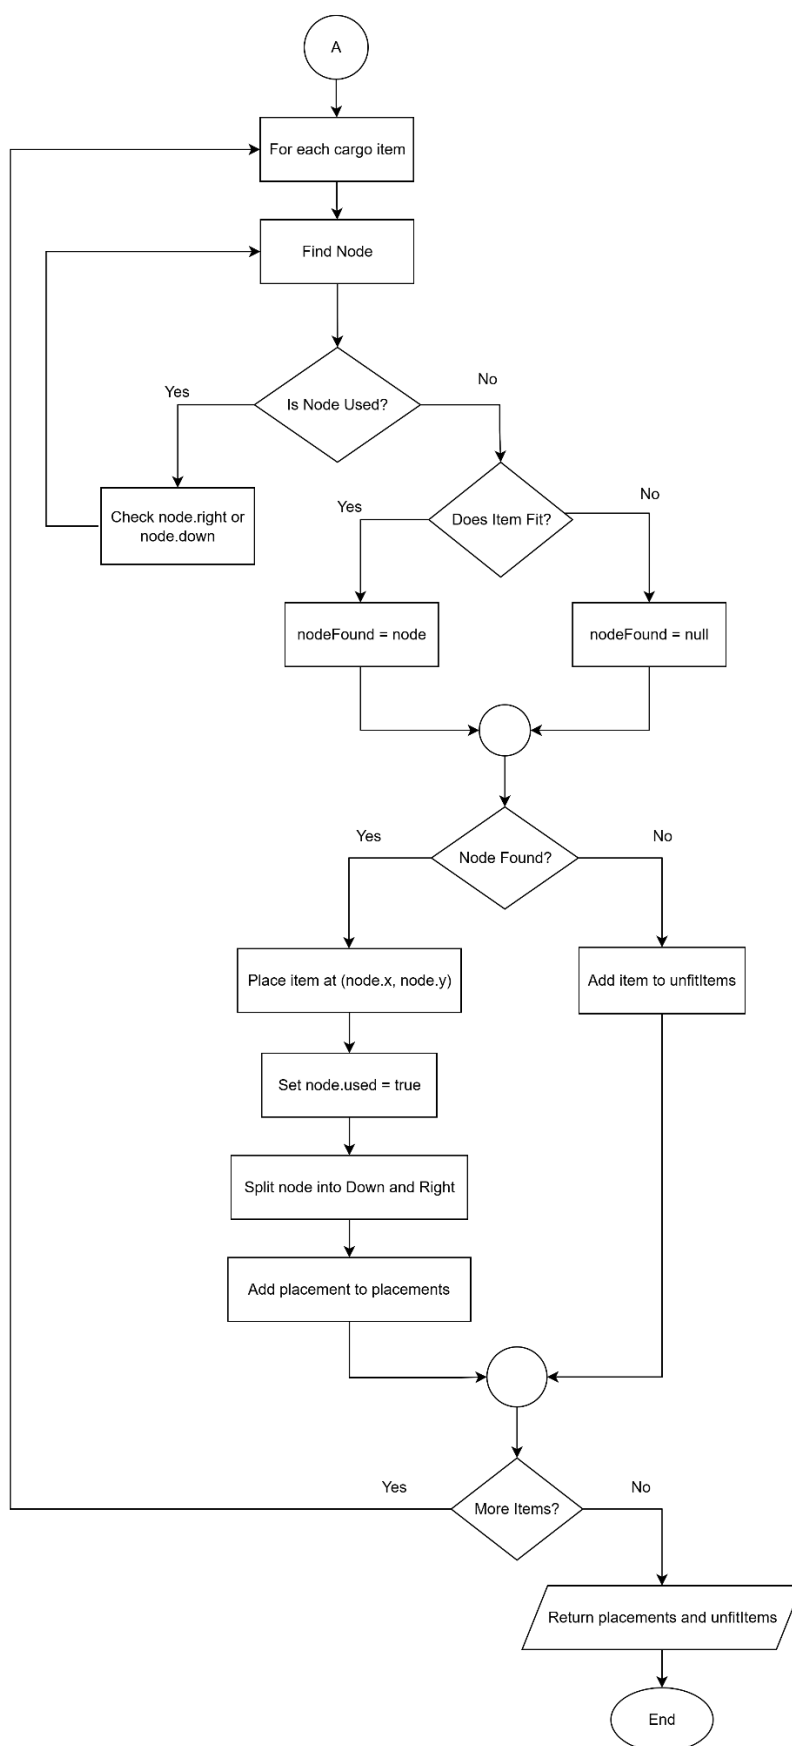 A
For each cargo item
Find Node
Is Node Used?
Yes
No
Check node.right or
node.down
Does Item Fit?
Yes
No
nodeFound = node
nodeFound = null
Node Found?
Yes
No
Place item at (node.x, node.y)
Add item to unfitItems
Set node.used = true
Split node into Down and Right
Add placement to placements
More Items?
Yes
No
Return placements and unfitItems
End